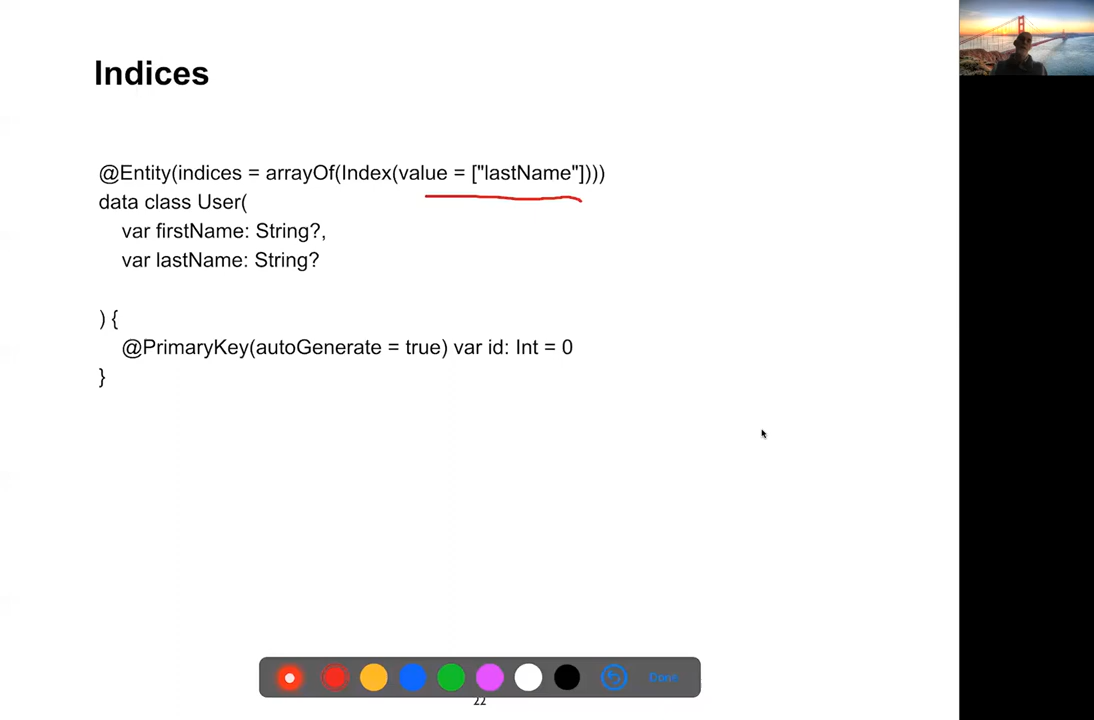 Indices
@Entity(indices = arrayOf(Index(value = ["lastName"])))
data class User(
var firstName: String?,
var lastName: String?
) {
@PrimaryKey(autoGenerate = true) var id: Int = 0
}
Done
22